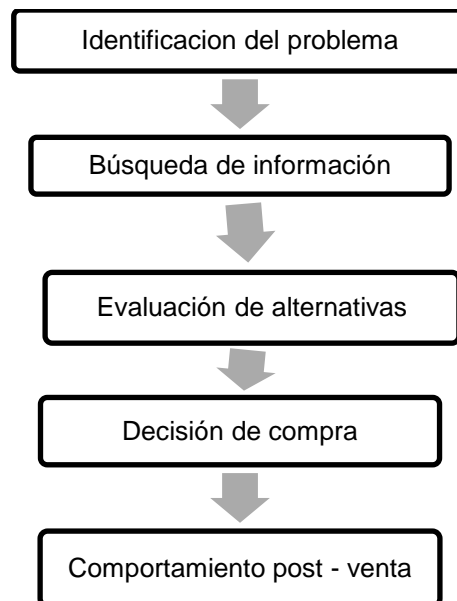 Identificacion del problema
Búsqueda de información
Evaluación de alternativas
Decisión de compra
Comportamiento post - venta